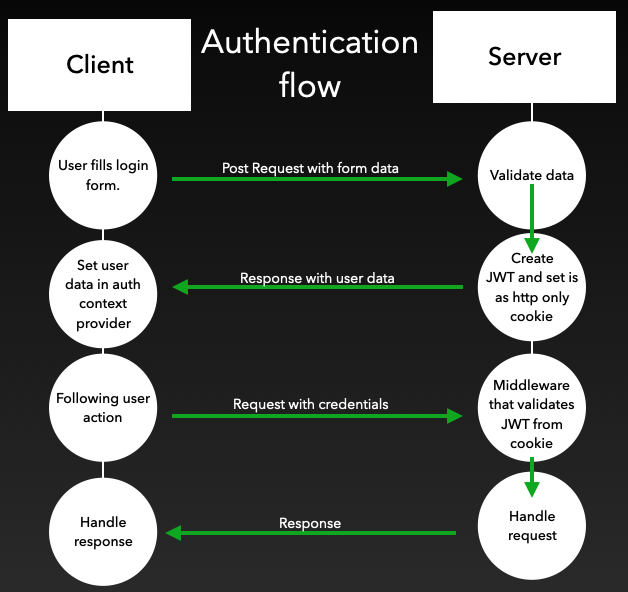 Client
Authentication
flow
Server
User fills login
form.
Post Request with form data
Validate data
Set user
data in auth
context
provider
Response with user data
Create
JWT and set is
as http only
cookie
Following user
action
Request with credentials
Middleware
that validates
JWT from
cookie
Handle
response
Response
Handle
request